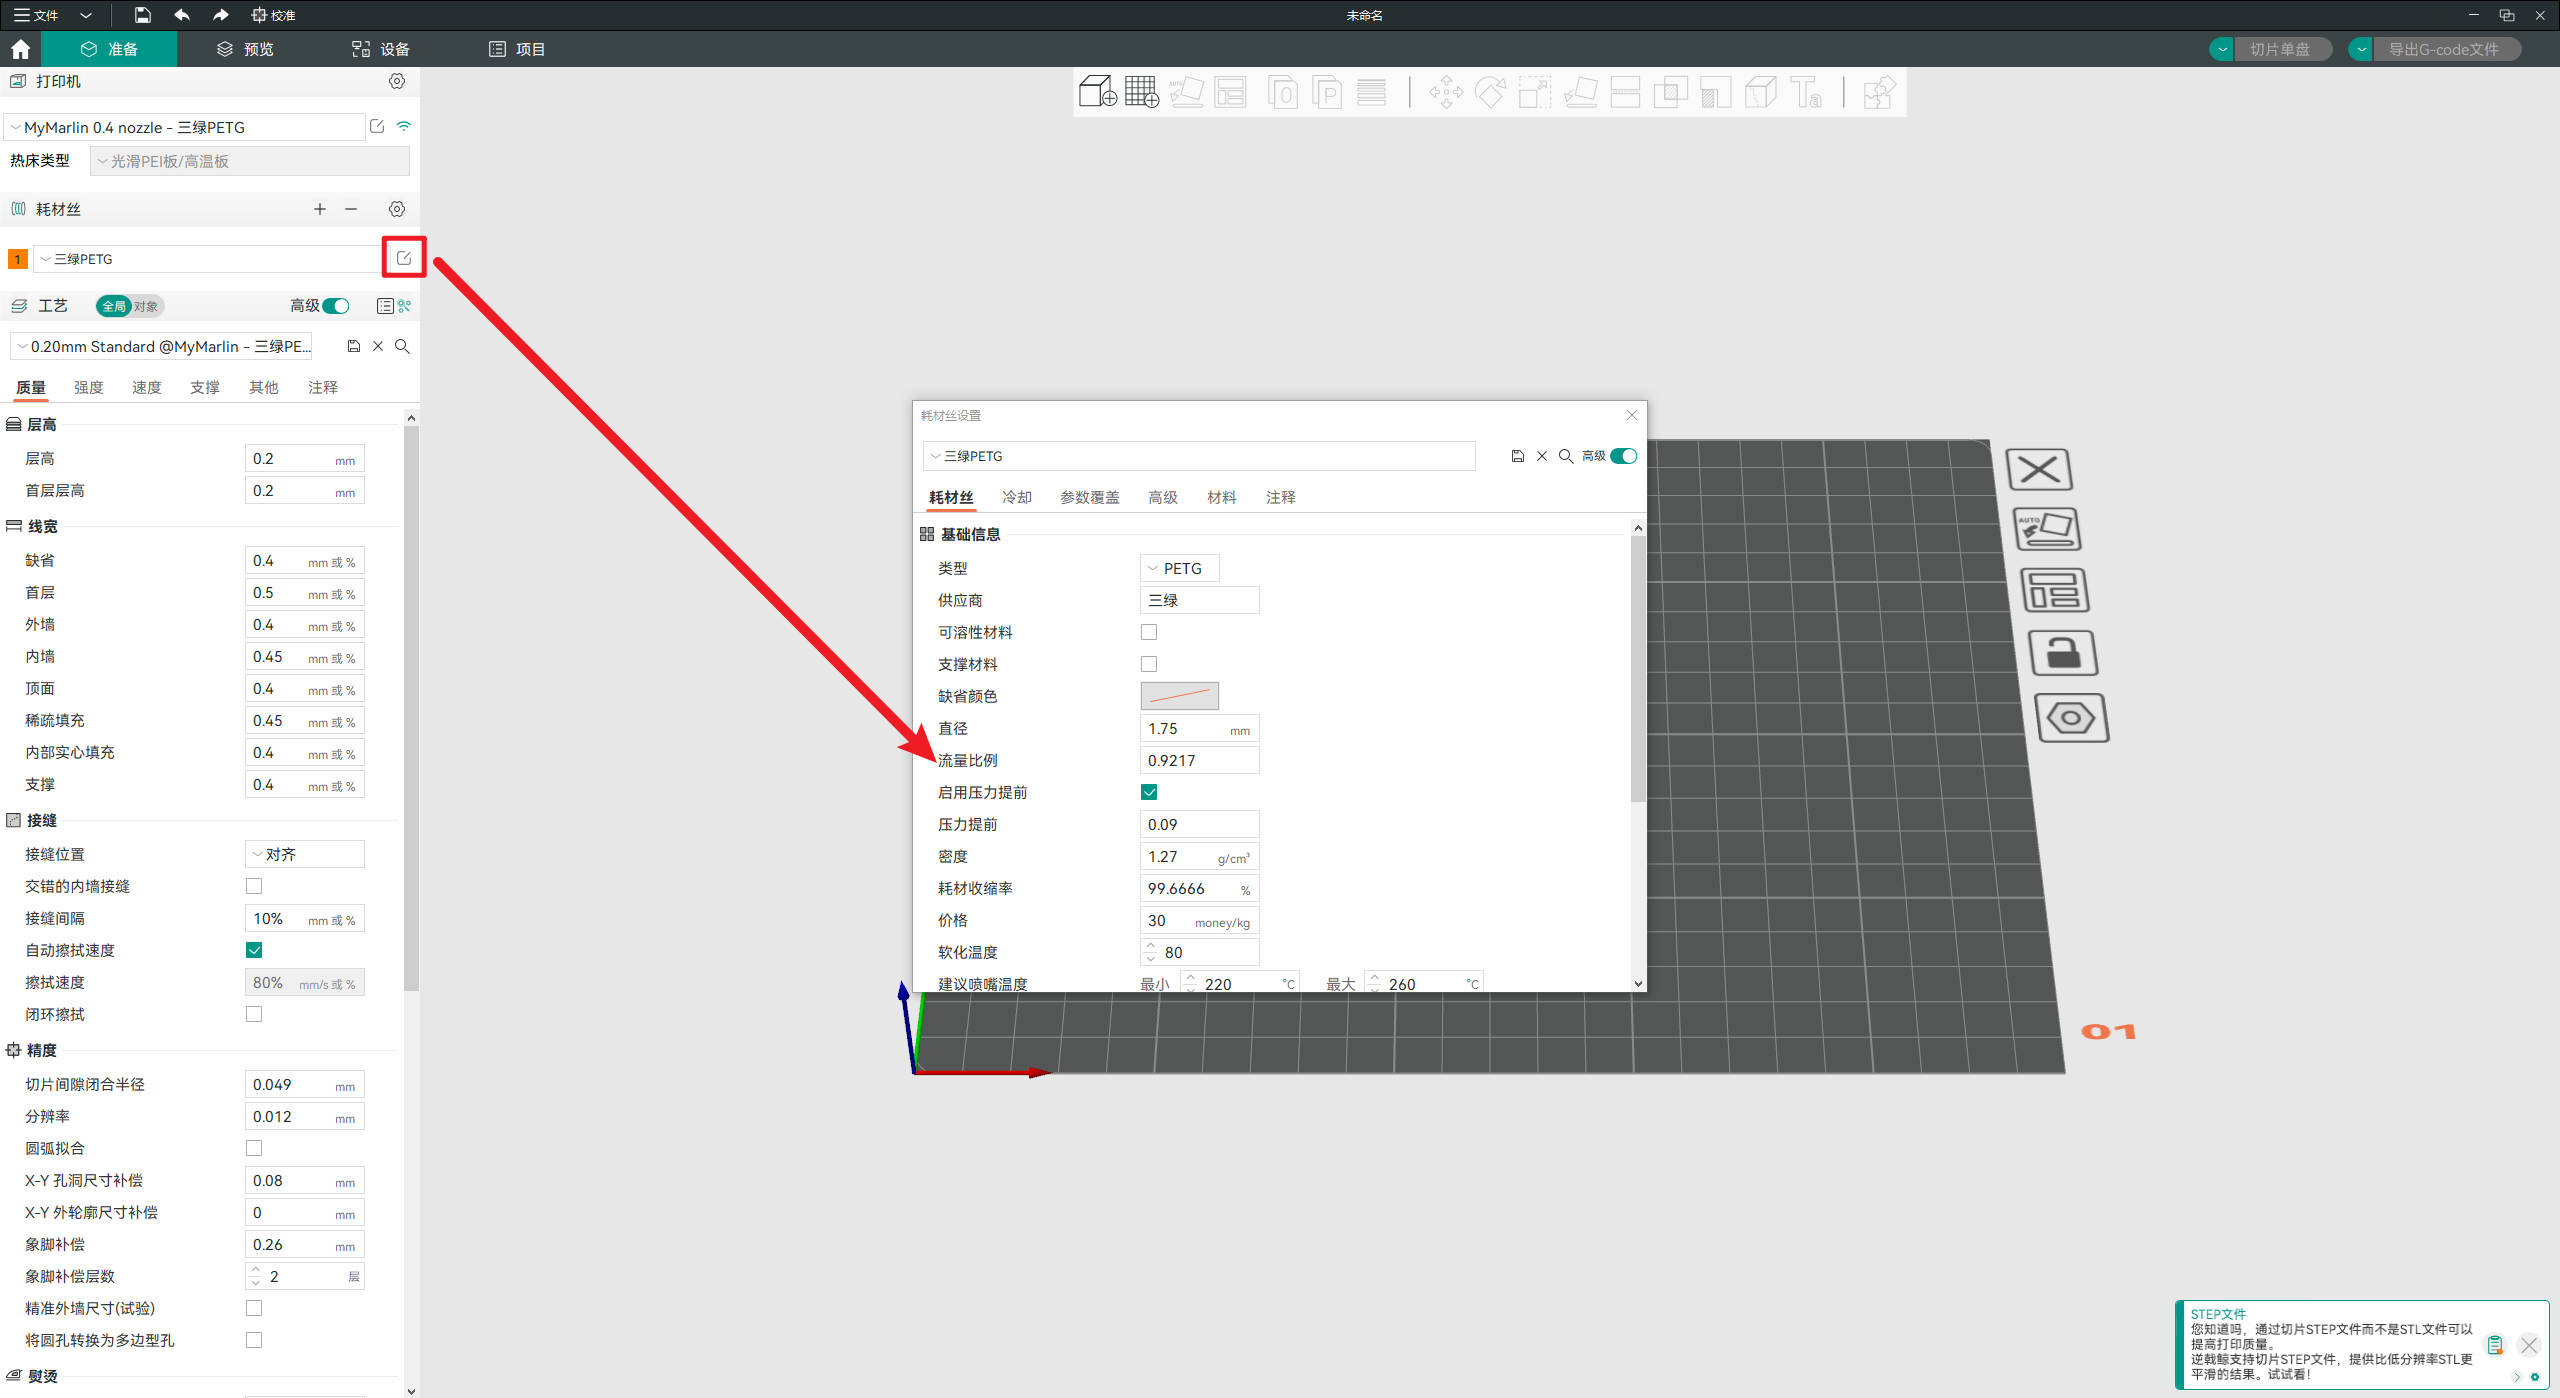 文件
校准
未命名
准备
预览
设备
项目
切片单盘
导出G-code文件
打印机
MyMarlin 0.4 nozzle - 三绿PETG
热床类型
光滑PEI板/高温板
耗材丝
1
三绿PETG
工艺
全局 对象
高级
0.20mm Standard @MyMarlin - 三绿PE...
质量 强度 速度 支撑 其他 注释
层高
层高 0.2 mm
首层层高 0.2 mm
线宽
缺省 0.4 mm 或 %
首层 0.5 mm 或 %
外墙 0.4 mm 或 %
内墙 0.45 mm 或 %
顶面 0.4 mm 或 %
稀疏填充 0.45 mm 或 %
内部实心填充 0.4 mm 或 %
支撑 0.4 mm 或 %
接缝
接缝位置 对齐
交错的内墙接缝
接缝间隔 10% mm 或 %
自动擦拭速度
擦拭速度 80% mm/s 或 %
闭环擦拭
精度
切片间隙闭合半径 0.049 mm
分辨率 0.012 mm
圆弧拟合
X-Y 孔洞尺寸补偿 0.08 mm
X-Y 外轮廓尺寸补偿 0 mm
象脚补偿 0.26 mm
象脚补偿层数 2 层
精准外墙尺寸(试验)
将圆孔转换为多边型孔
熨烫
耗材丝设置
三绿PETG
高级
耗材丝 冷却 参数覆盖 高级 材料 注释
基础信息
类型 PETG
供应商 三绿
可溶性材料
支撑材料
缺省颜色
直径 1.75 mm
流量比例 0.9217
启用压力提前
压力提前 0.09
密度 1.27 g/cm³
耗材收缩率 99.6666 %
价格 30 money/kg
软化温度 80
建议喷嘴温度 最小 220 °C 最大 260 °C
AUTO
AUTO
01
STEP文件
您知道吗，通过切片STEP文件而不是STL文件可以
提高打印质量。
逆戟鲸支持切片STEP文件，提供比低分辨率STL更
平滑的结果。试试看！